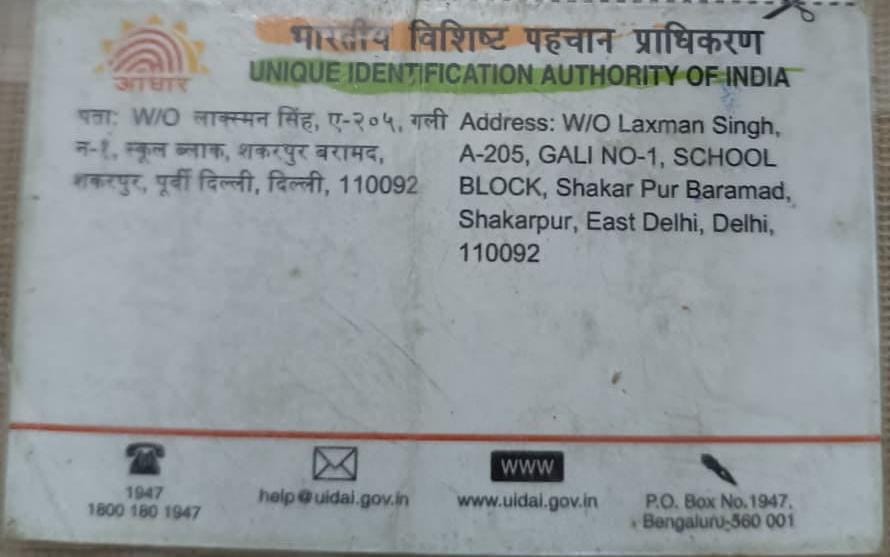 भारतीय विशिष्ट पहचान प्राधिकरण
UNIQUE IDENTIFICATION AUTHORITY OF INDIA
आधार
पता: W/O लाक्स्मन सिंह, ए-२०५, गली
न-१, स्कूल ब्लाक, शकरपुर बरामद,
शकरपुर, पूर्वी दिल्ली, दिल्ली, 110092
Address: W/O Laxman Singh,
A-205, GALI NO-1, SCHOOL
BLOCK, Shakar Pur Baramad,
Shakarpur, East Delhi, Delhi,
110092
1947
1800 180 1947
help@uidai.gov.in
www
www.uidai.gov.in
P.O. Box No.1947,
Bengaluru-560 001